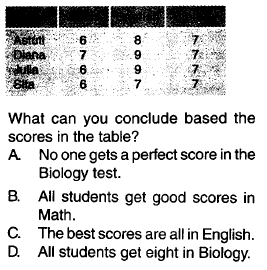 Astuti 6 8 7
Diana 7 9 7
Julia 6 9 7
Sita 6 7 7
What can you conclude based the
scores in the table?
A. No one gets a perfect score in the
Biology test.
B. All students get good scores in
Math.
C. The best scores are all in English.
D. All students get eight in Biology.